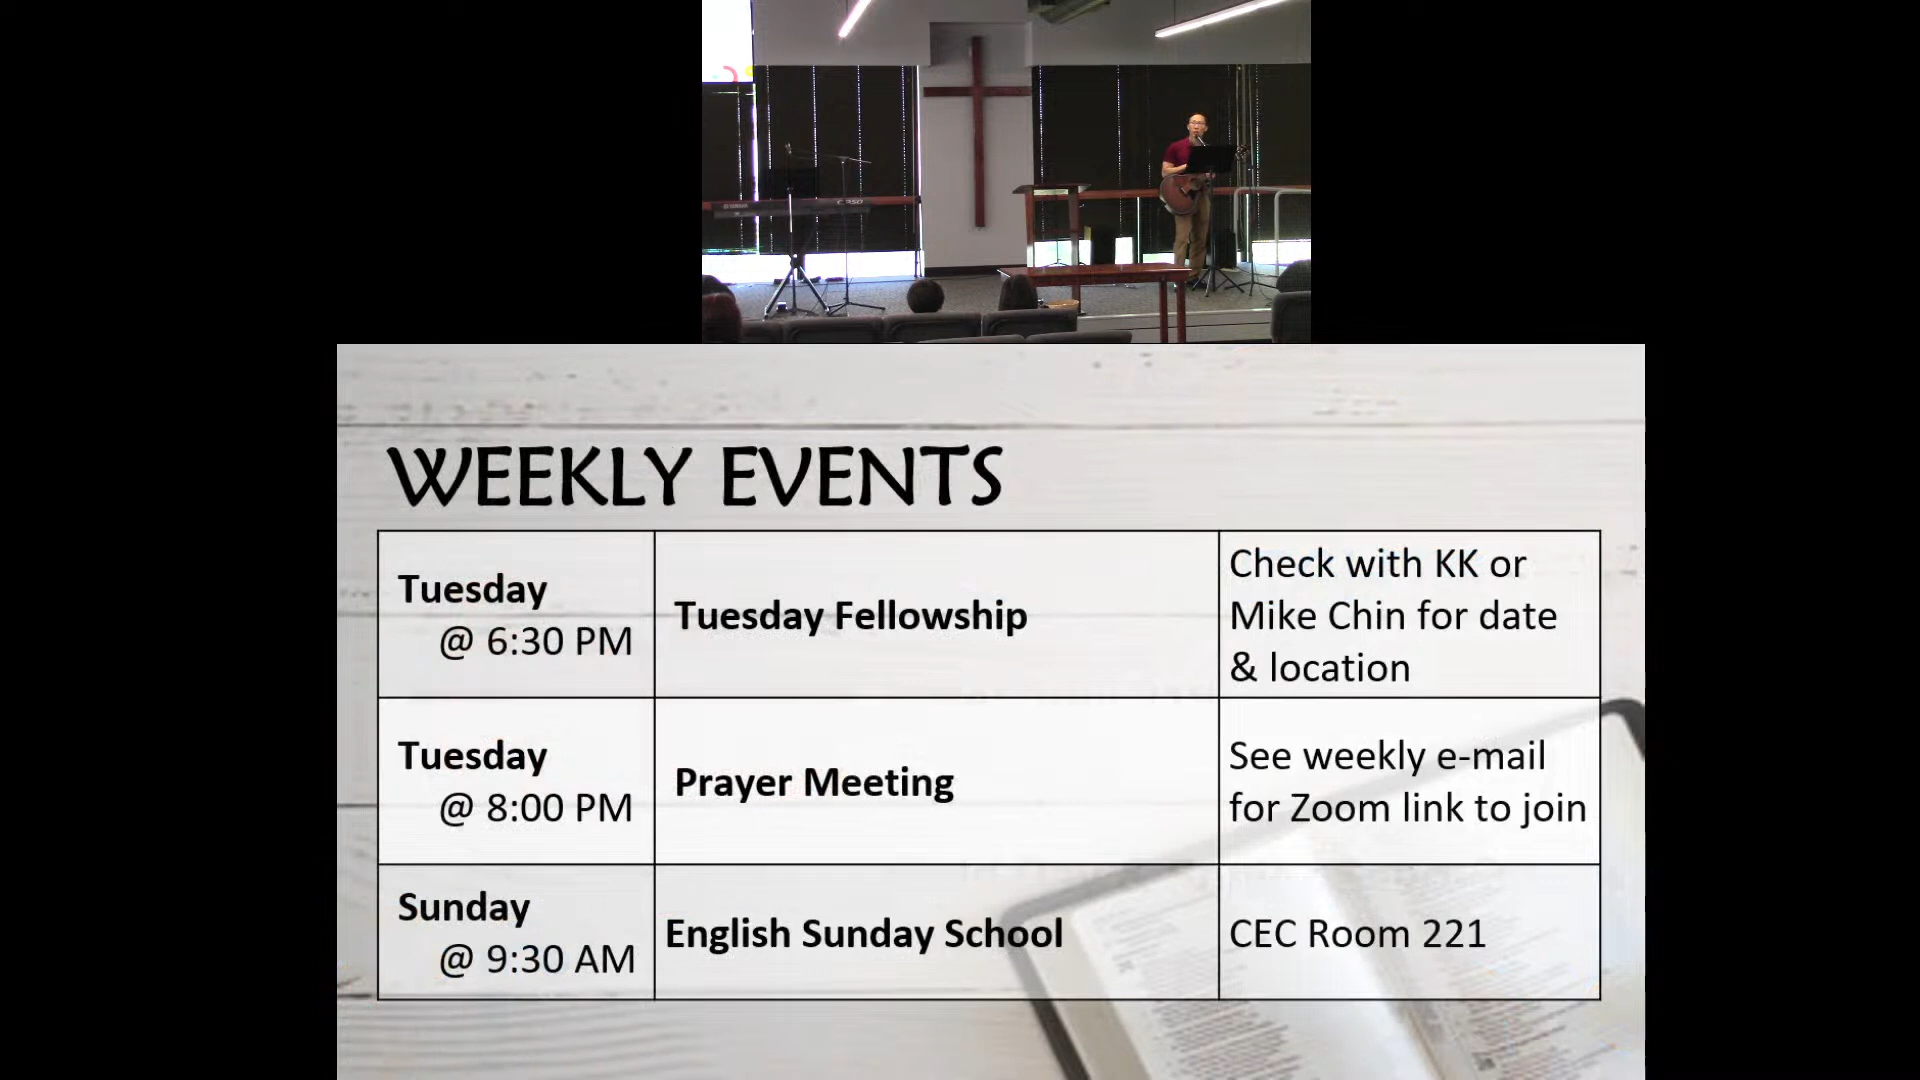 WEEKLY EVENTS
Tuesday
@ 6:30 PM
Tuesday Fellowship
Check with KK or
Mike Chin for date
& location
Tuesday
@ 8:00 PM
Prayer Meeting
See weekly e-mail
for Zoom link to join
Sunday
@ 9:30 AM
English Sunday School
CEC Room 221